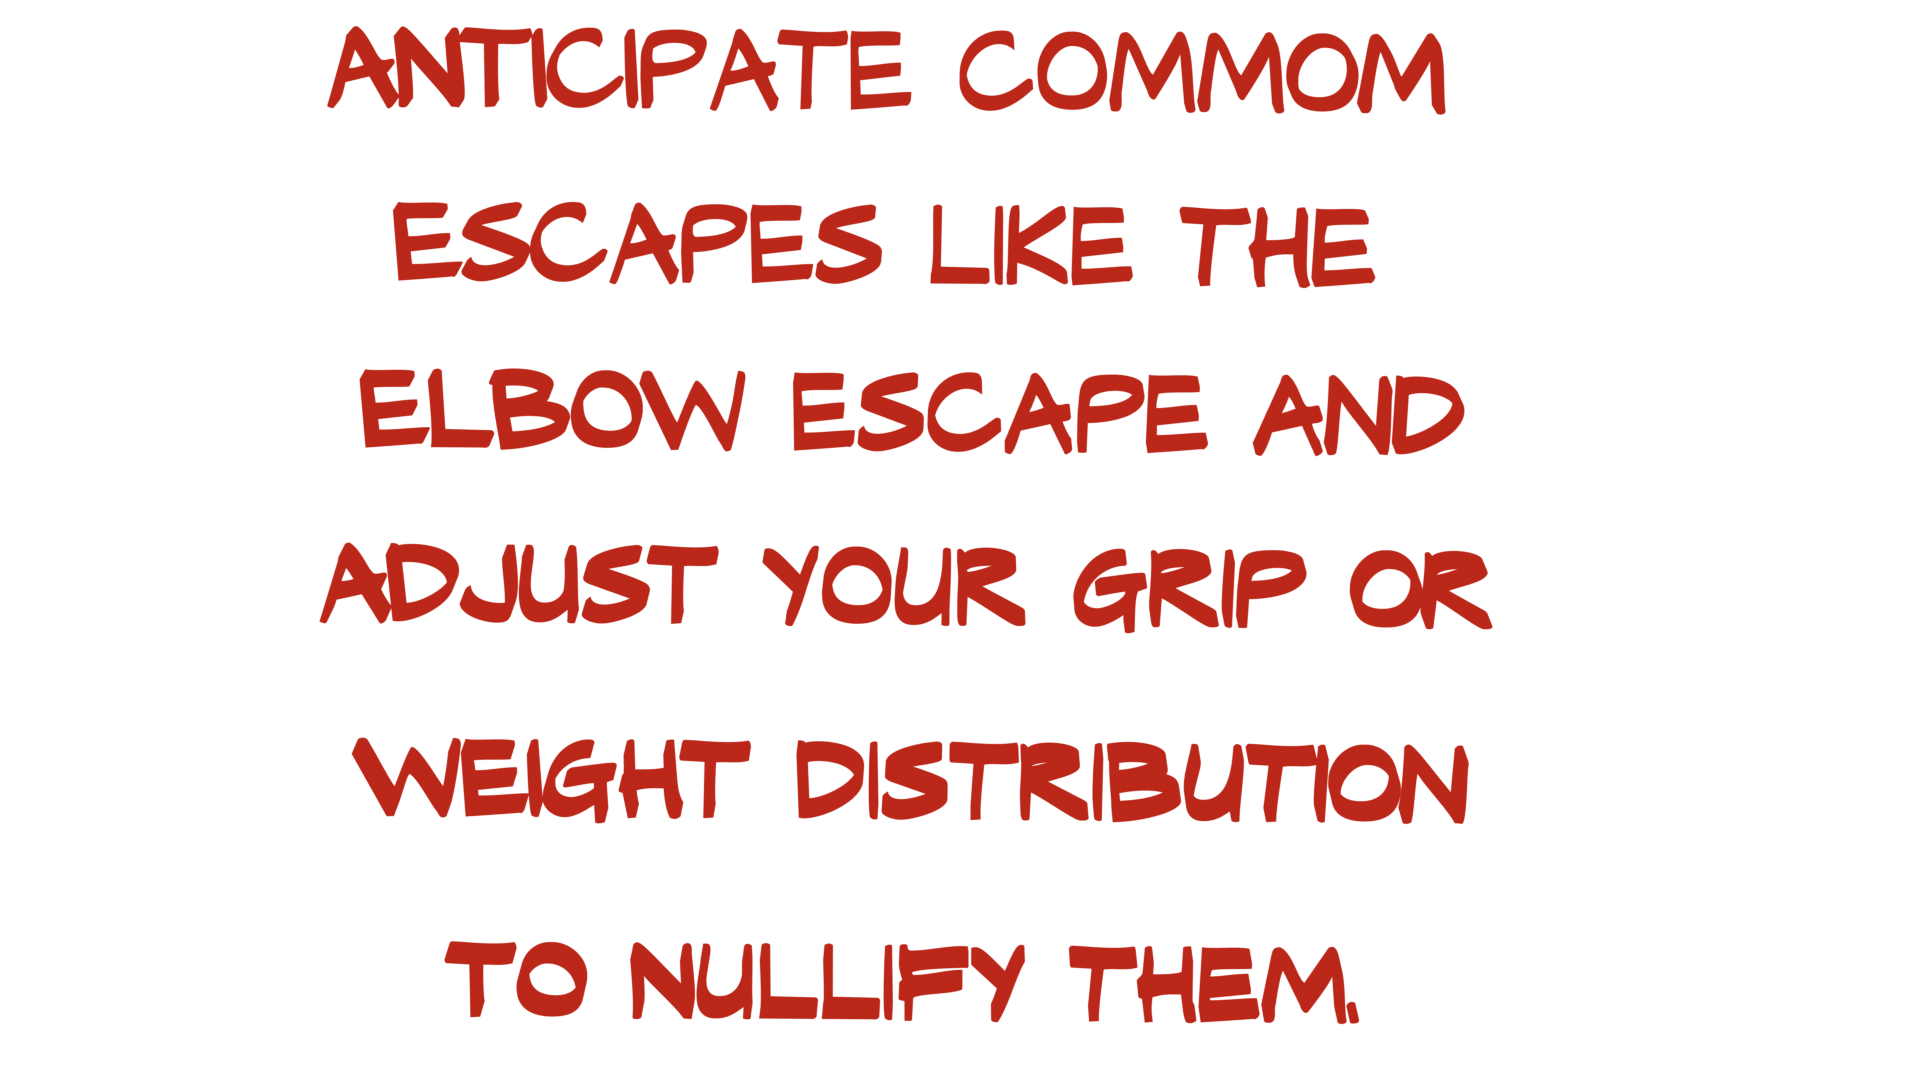 ANTICIPATE COMMOM
ESCAPES LIKE THE
ELBOW ESCAPE AND
ADJUST YOUR GRIP OR
WEIGHT DISTRIBUTION
TO NULLIFY THEM.